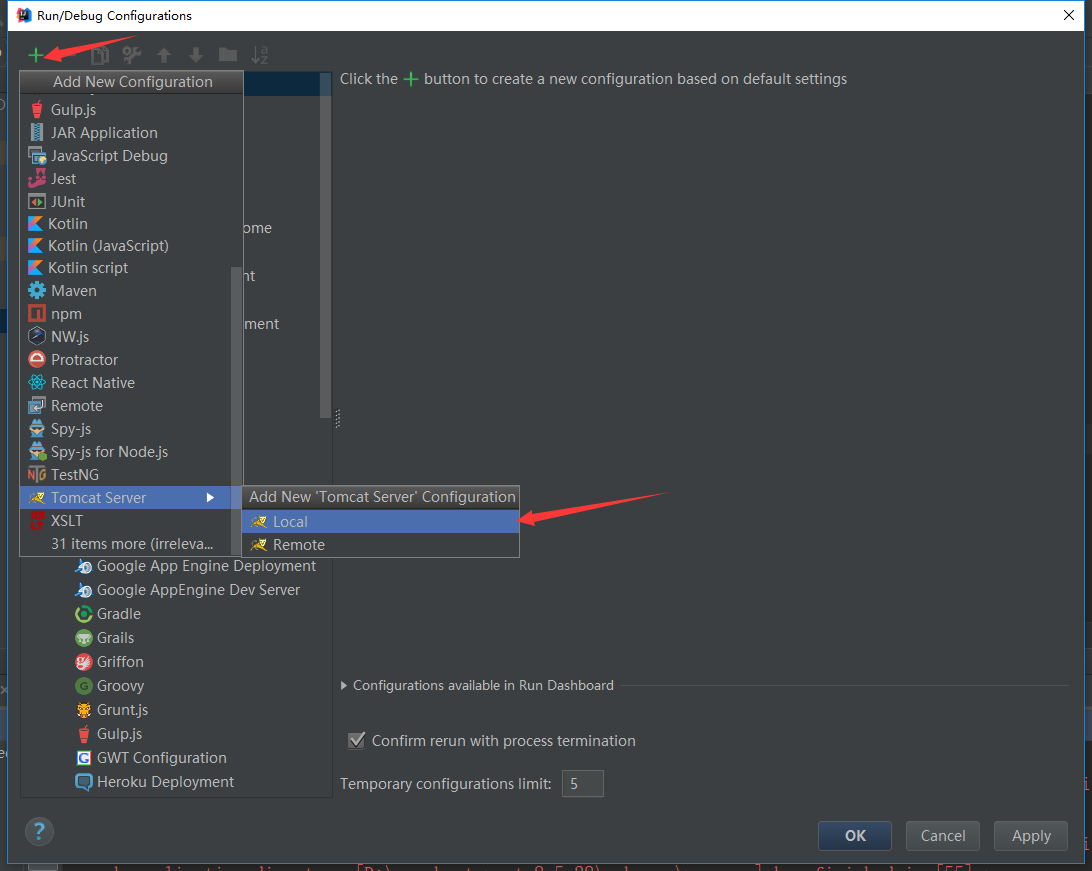 Run/Debug Configurations
Add New Configuration
Click the + button to create a new configuration based on default settings
Gulp.js
JAR Application
JavaScript Debug
Jest
JUnit
Kotlin
ome
Kotlin (JavaScript)
Kotlin script
nt
Maven
npm
ment
NW.js
Protractor
React Native
Remote
Spy-js
Spy-js for Node.js
TestNG
Tomcat Server
Add New 'Tomcat Server' Configuration
XSLT
Local
31 items more (irreleva...
Remote
Google App Engine Deployment
Google AppEngine Dev Server
Gradle
Grails
Griffon
Groovy
Configurations available in Run Dashboard
Grunt.js
Gulp.js
Confirm rerun with process termination
GWT Configuration
Heroku Deployment
Temporary configurations limit:
5
?
OK
Cancel
Apply